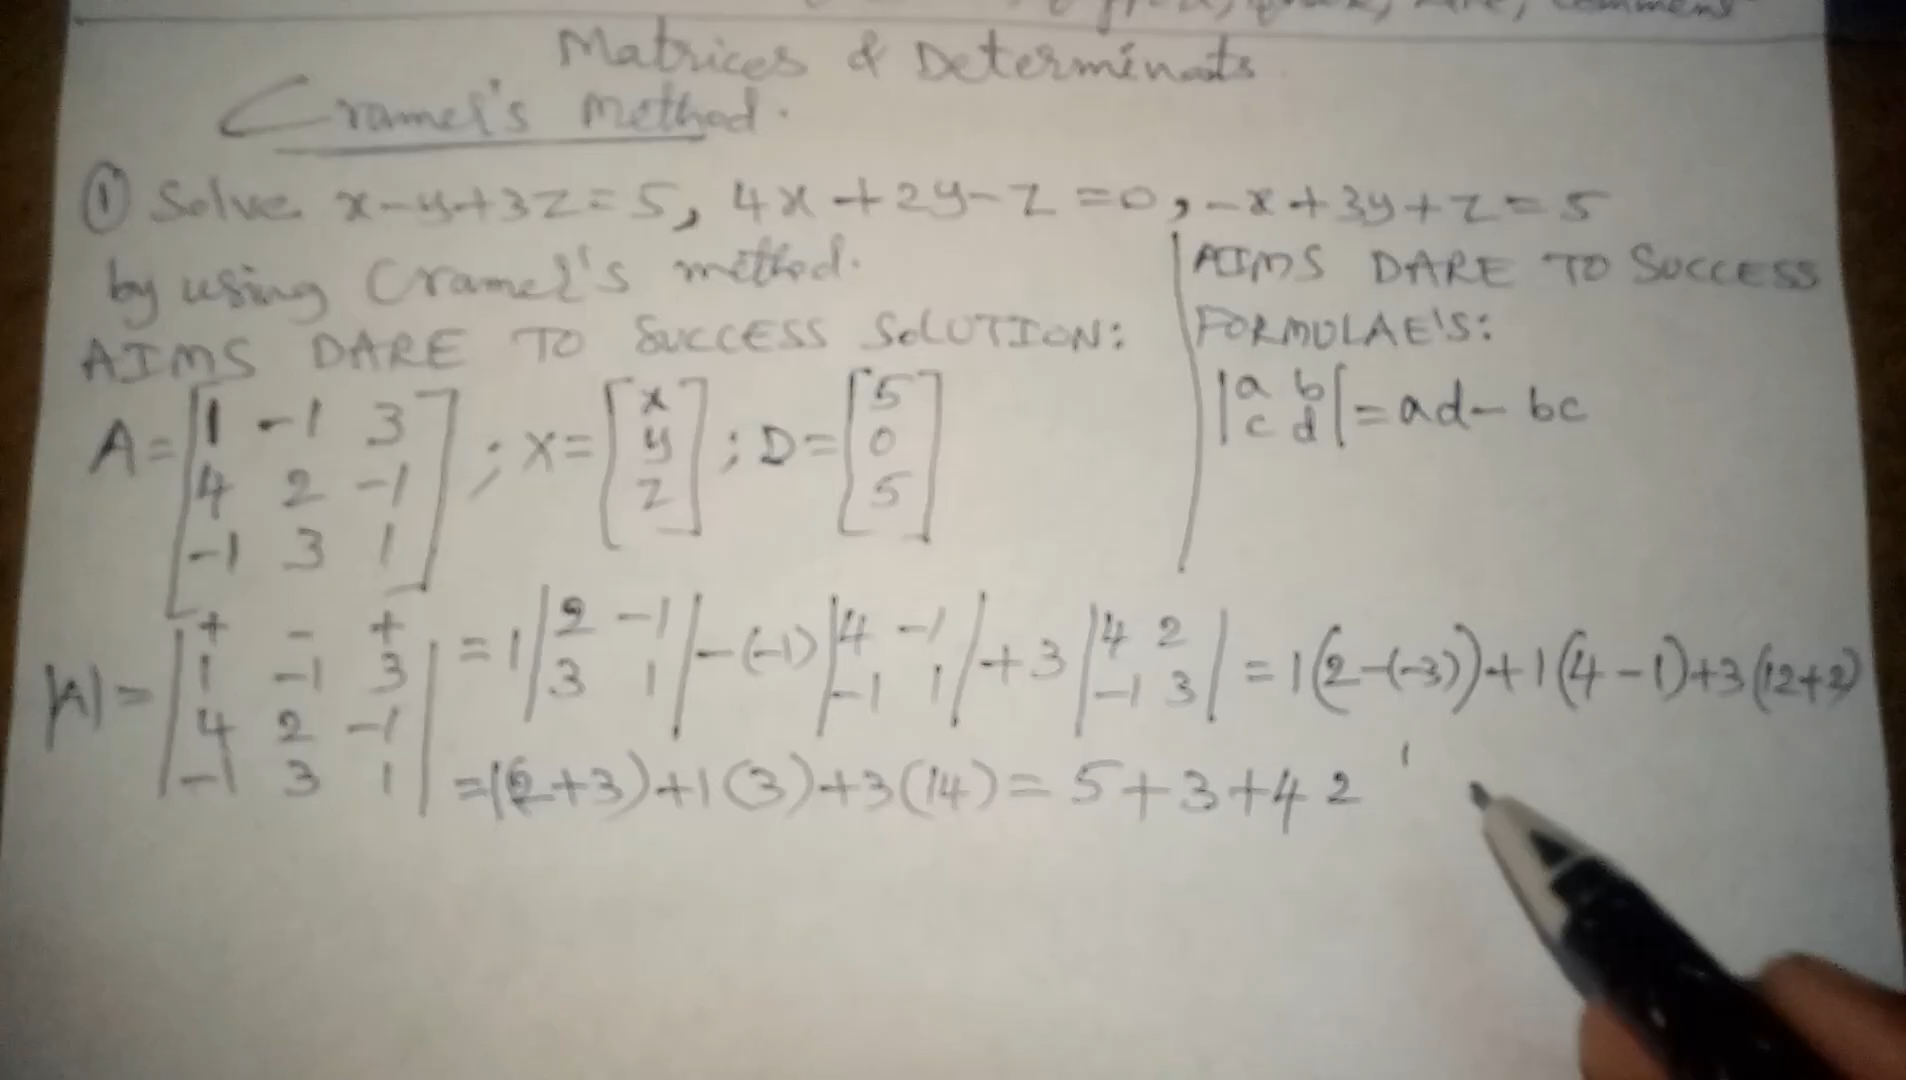 Matrices & Determinats
Cramel's method.
① Solve x-y+3z=5, 4x+2y-z=0, -x+3y+z=5
by using Cramel's method.
AIMS DARE TO SUCCESS SOLUTION:
AIMS DARE TO SUCCESS
FORMULAE'S:
|a b|
|c d| = ad - bc
A = [1 -1 3; 4 2 -1; -1 3 1]; X = [x; y; z]; D = [5; 0; 5]
+ - +
|A| = |1 -1 3; 4 2 -1; -1 3 1| = 1|2 -1; 3 1| -(-1)|4 -1; -1 1| +3|4 2; -1 3| = 1(2-(-3))+1(4-1)+3(12+2)
=1(2+3)+1(3)+3(14)=5+3+42